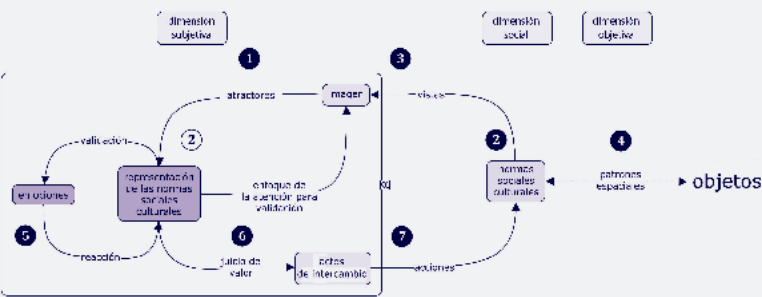 dimensión
subjetiva
dimensión
social
dimensión
objetiva
1
3
atractores
imagen
vistas
validación
2
2
4
emociones
representación
de las normas
sociales
culturales
enfoque de
la atención para
validación
normas
sociales
culturales
patrones
espaciales
objetos
5
6
7
reacción
juicio de
valor
actos
de intercambio
acciones